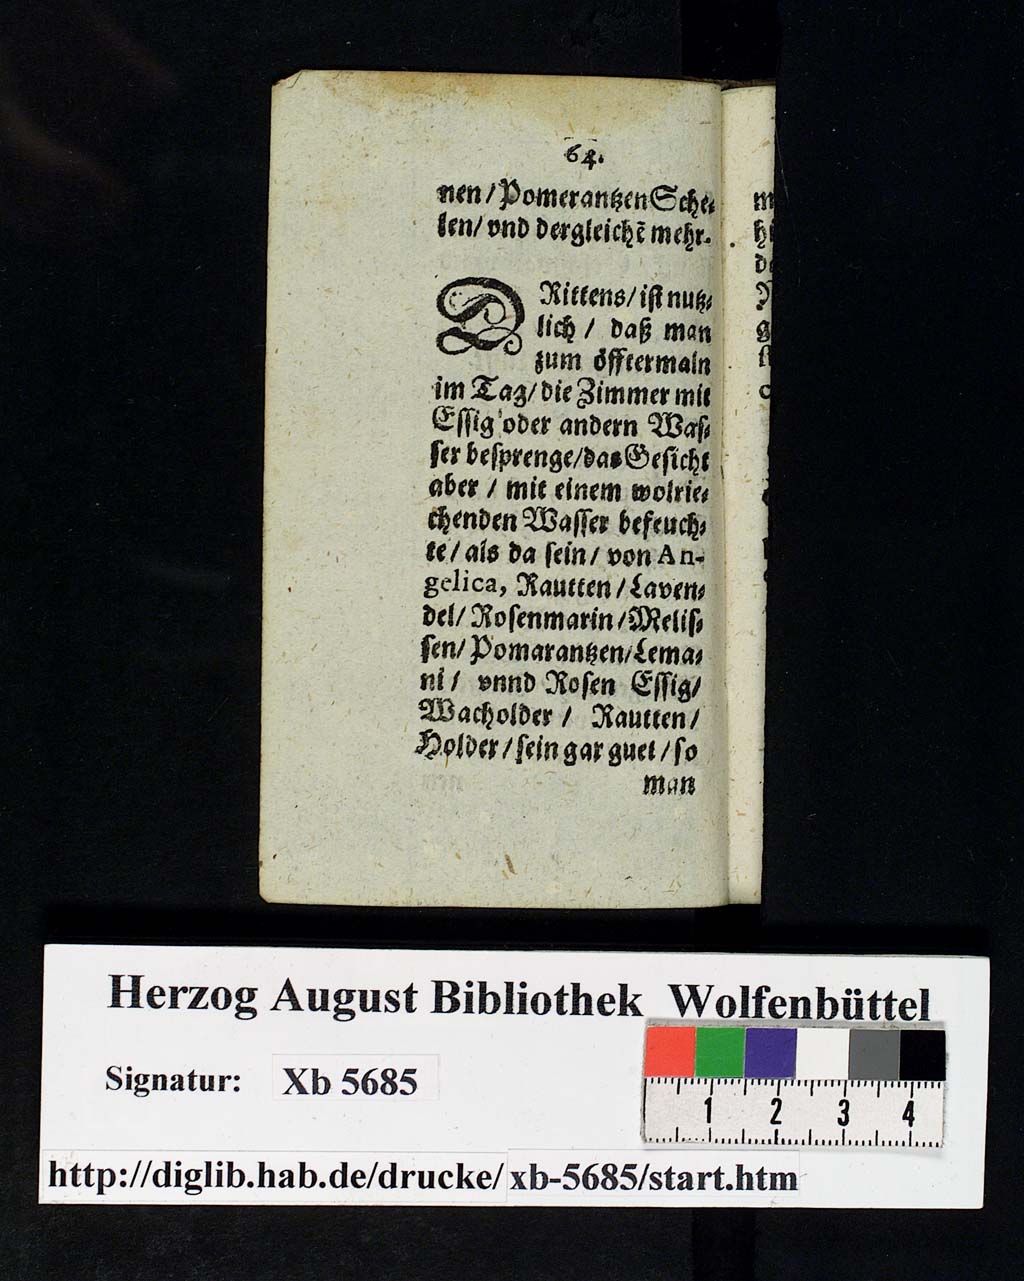 64.
nen / Pomerantzen Sche⸗
len / vnd dergleichē mehr.
DRittens / ist nutz⸗
lich / daß man
zum öfftermaln
im Tag / die Zimmer mit
Essig oder andern Was⸗
ser besprenge / das Gesicht
aber / mit einem wolrie⸗
chenden Wasser befeuch⸗
te / als da sein / von An-
gelica, Rautten / Laven⸗
del / Rosenmarin / Melis⸗
sen / Pomarantzen / Lema⸗
ni / vnnd Rosen Essig /
Wacholder / Rautten /
Holder / sein gar guet / so
man
Herzog August Bibliothek Wolfenbüttel
Signatur: Xb 5685
1 2 3 4
http://diglib.hab.de/drucke/xb-5685/start.htm